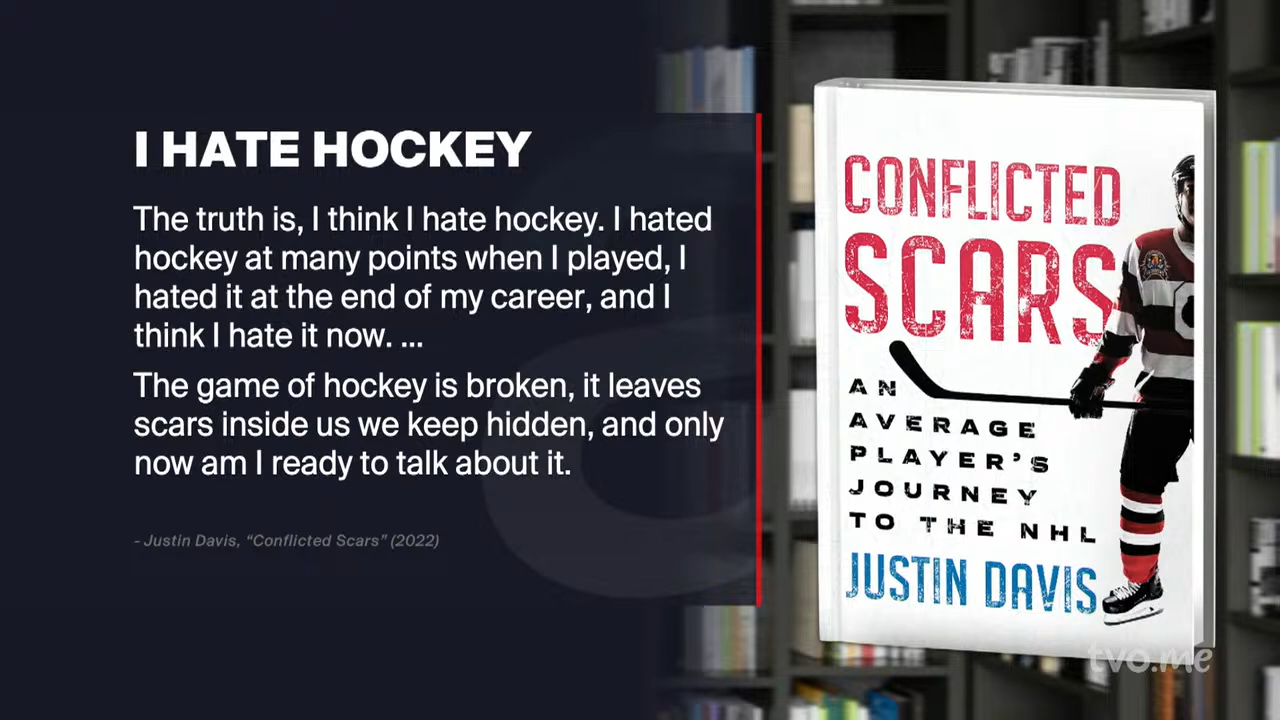 I HATE HOCKEY
The truth is, I think I hate hockey. I hated
hockey at many points when I played, I
hated it at the end of my career, and I
think I hate it now. ...
The game of hockey is broken, it leaves
scars inside us we keep hidden, and only
now am I ready to talk about it.
- Justin Davis, “Conflicted Scars” (2022)
CONFLICTED
SCARS
AN
AVERAGE
PLAYER'S
JOURNEY
TO THE NHL
JUSTIN DAVIS
tvo.me